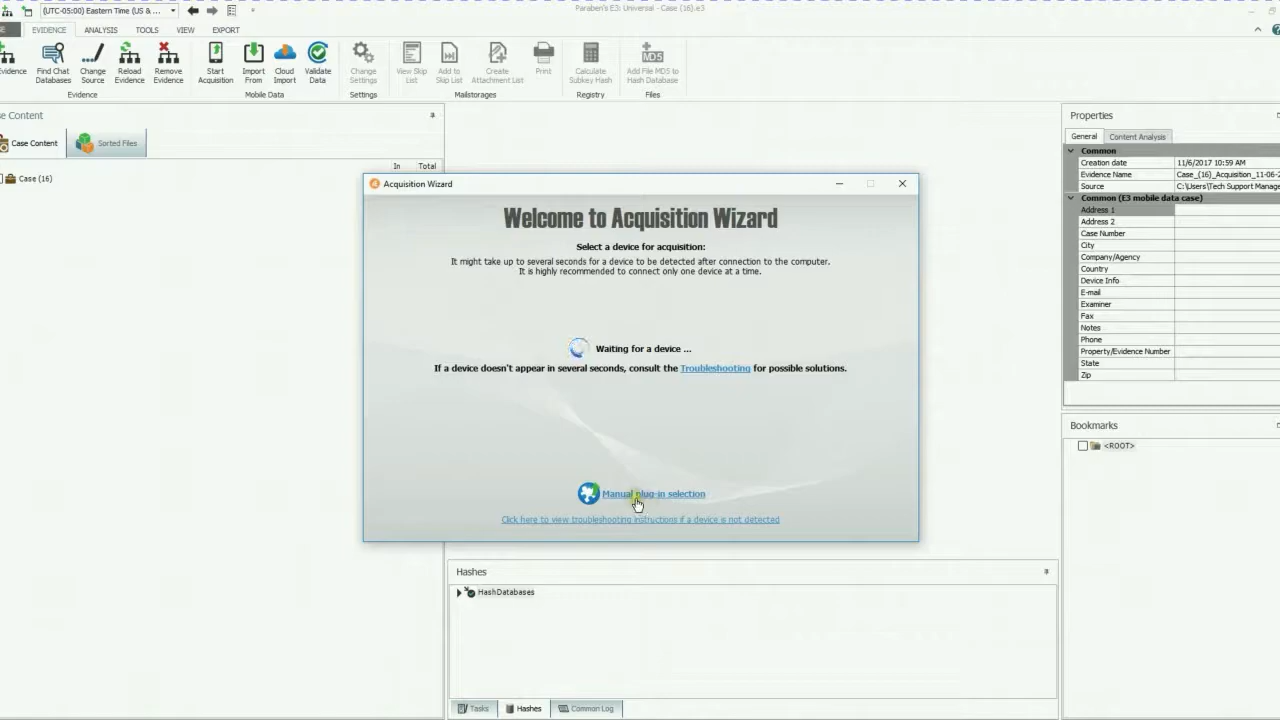 (UTC-05:00) Eastern Time (US & ...
Paraben's E3: Universal - Case (16).e3
EVIDENCE ANALYSIS TOOLS VIEW EXPORT
Evidence
Find Chat Databases
Change Source
Reload Evidence
Remove Evidence
Start Acquisition
Import From
Cloud Import
Validate Data
Change Settings
View Skip List
Add to Skip List
Create Attachment List
Print
Calculate Subkey Hash
Add File MD5 to Hash Database
Evidence Mobile Data Settings Mailstorages Registry Files
e Content
Case Content Sorted Files
In Total
Case (16)
Acquisition Wizard
Welcome to Acquisition Wizard
Select a device for acquisition:
It might take up to several seconds for a device to be detected after connection to the computer.
It is highly recommended to connect only one device at a time.
Waiting for a device ...
If a device doesn't appear in several seconds, consult the Troubleshooting for possible solutions.
Manual plug-in selection
Click here to view troubleshooting instructions if a device is not detected
Properties
General Content Analysis
Common
Creation date 11/6/2017 10:59 AM
Evidence Name Case_(16)_Acquisition_11-06-2
Source C:\Users\Tech Support Manage
Common (E3 mobile data case)
Address 1
Address 2
Case Number
City
Company/Agency
Country
Device Info
E-mail
Examiner
Fax
Notes
Phone
Property/Evidence Number
State
Zip
Bookmarks
<ROOT>
Hashes
HashDatabases
Tasks Hashes Common Log